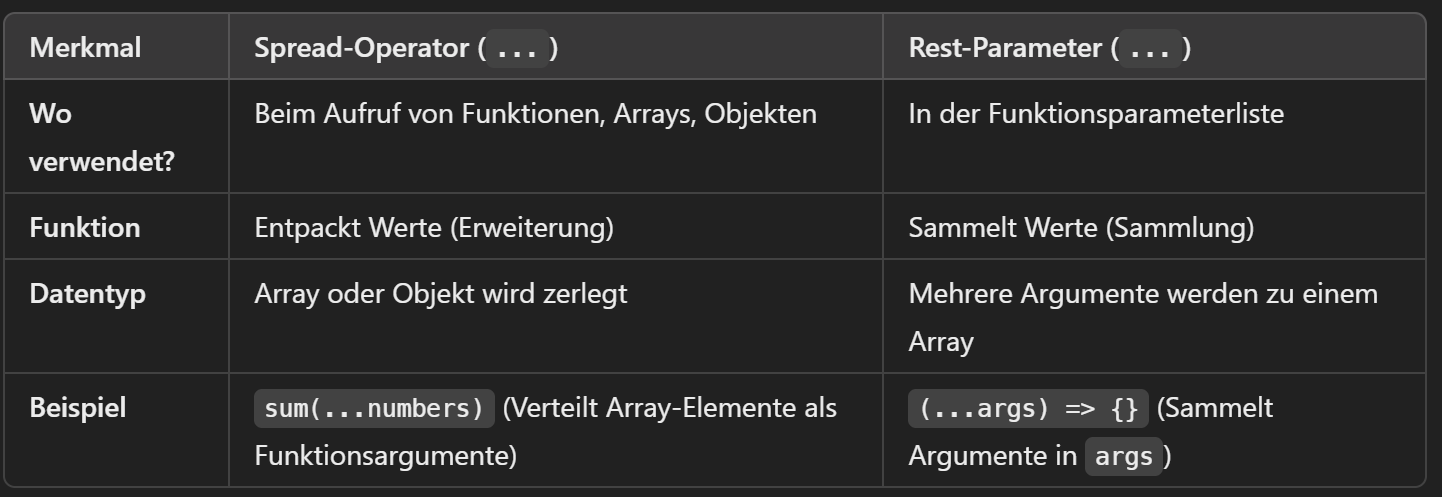 Merkmal Spread-Operator (...) Rest-Parameter (...)
Wo verwendet? Beim Aufruf von Funktionen, Arrays, Objekten In der Funktionsparameterliste
Funktion Entpackt Werte (Erweiterung) Sammelt Werte (Sammlung)
Datentyp Array oder Objekt wird zerlegt Mehrere Argumente werden zu einem Array
Beispiel sum(...numbers) (Verteilt Array-Elemente als Funktionsargumente) (...args) => {} (Sammelt Argumente in args)